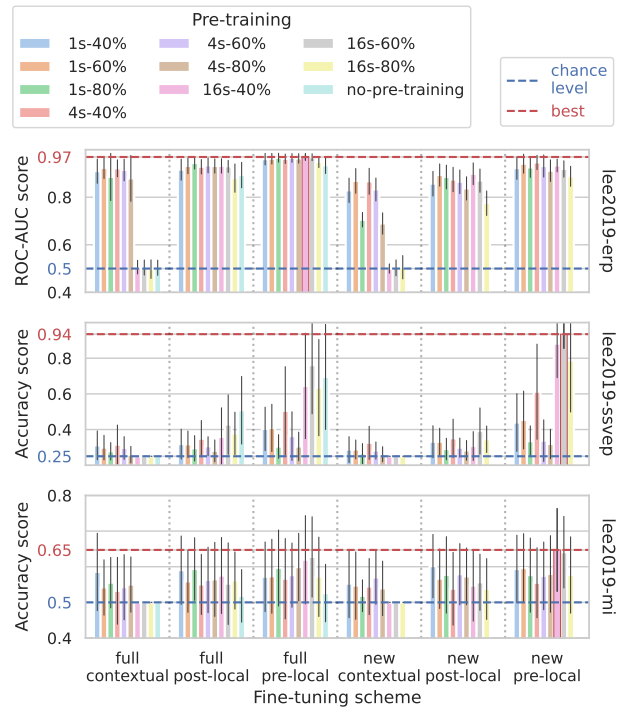 Pre-training
1s-40%
1s-60%
1s-80%
4s-40%
4s-60%
4s-80%
16s-40%
16s-60%
16s-80%
no-pre-training
chance
level
best
ROC-AUC score
0.97
0.8
0.6
0.5
0.4
lee2019-erp
Accuracy score
0.94
0.8
0.6
0.4
0.25
lee2019-ssvep
Accuracy score
0.8
0.65
0.5
0.4
lee2019-mi
full
contextual
full
post-local
full
pre-local
new
contextual
new
post-local
new
pre-local
Fine-tuning scheme